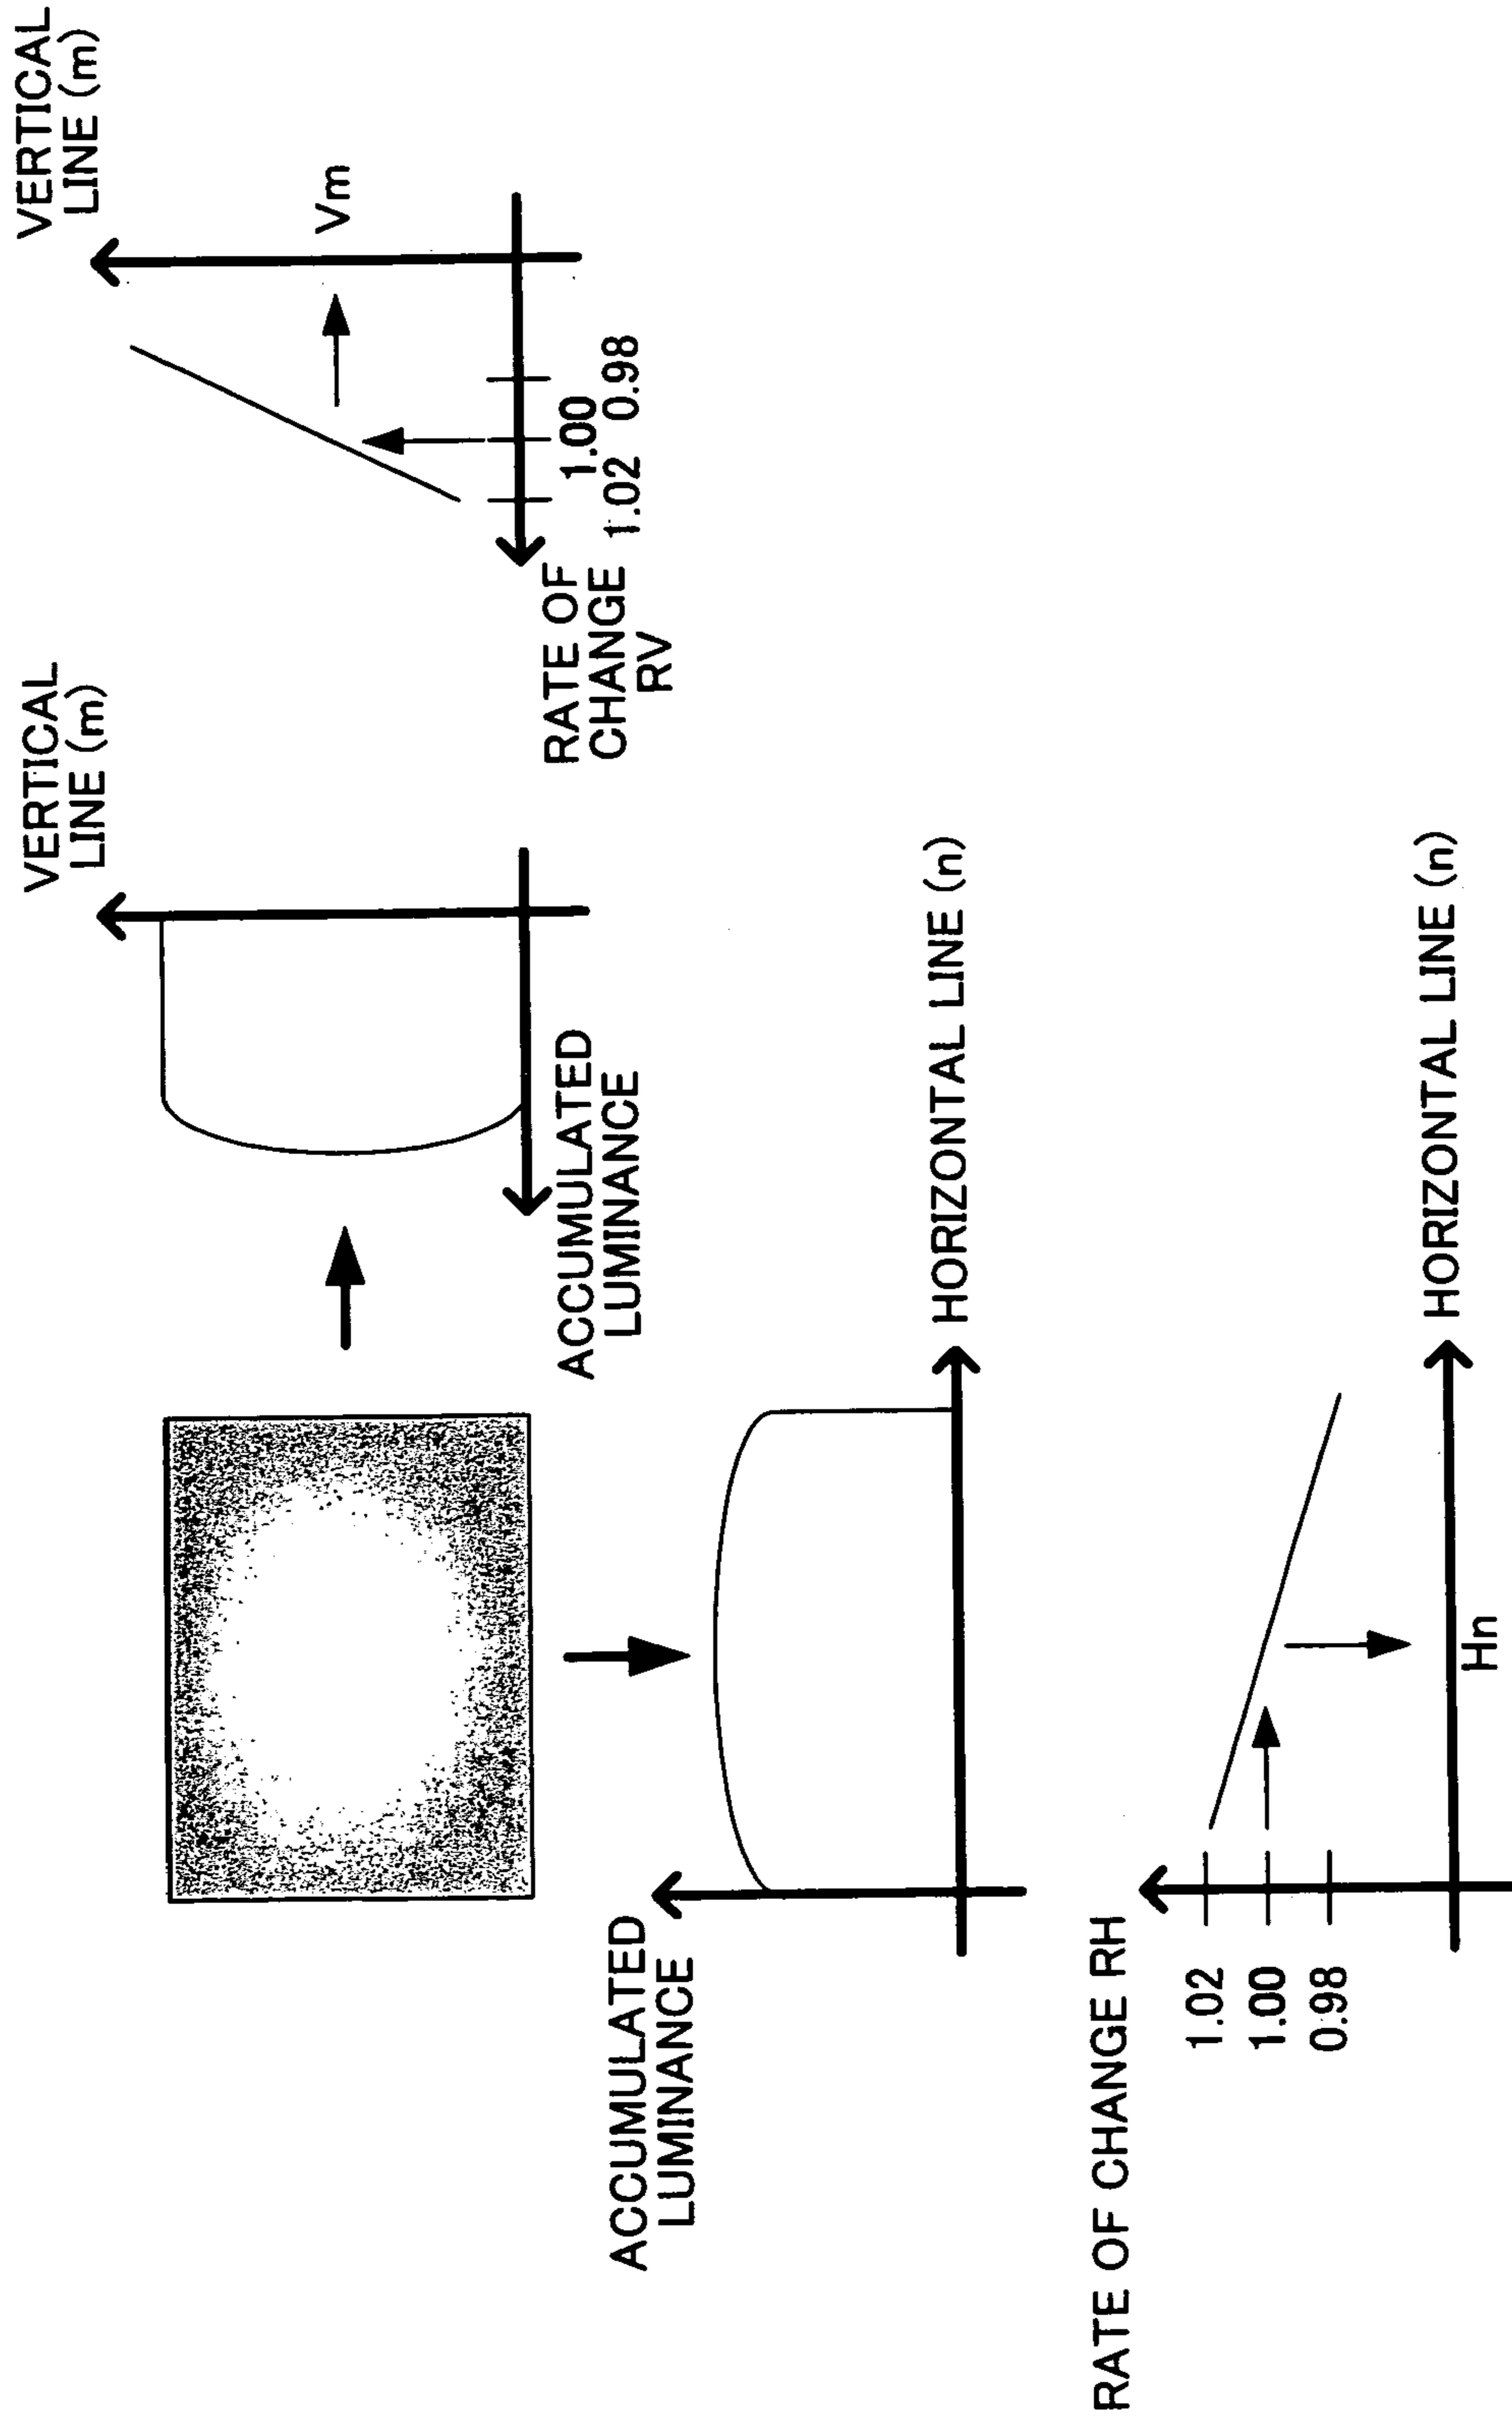 VERTICAL
LINE (m)
ACCUMULATED
LUMINANCE
VERTICAL
LINE (m)
Vm
1.00
1.02 0.98
RATE OF
CHANGE
RV
ACCUMULATED
LUMINANCE
HORIZONTAL LINE (n)
RATE OF CHANGE RH
1.02
1.00
0.98
Hn
HORIZONTAL LINE (n)